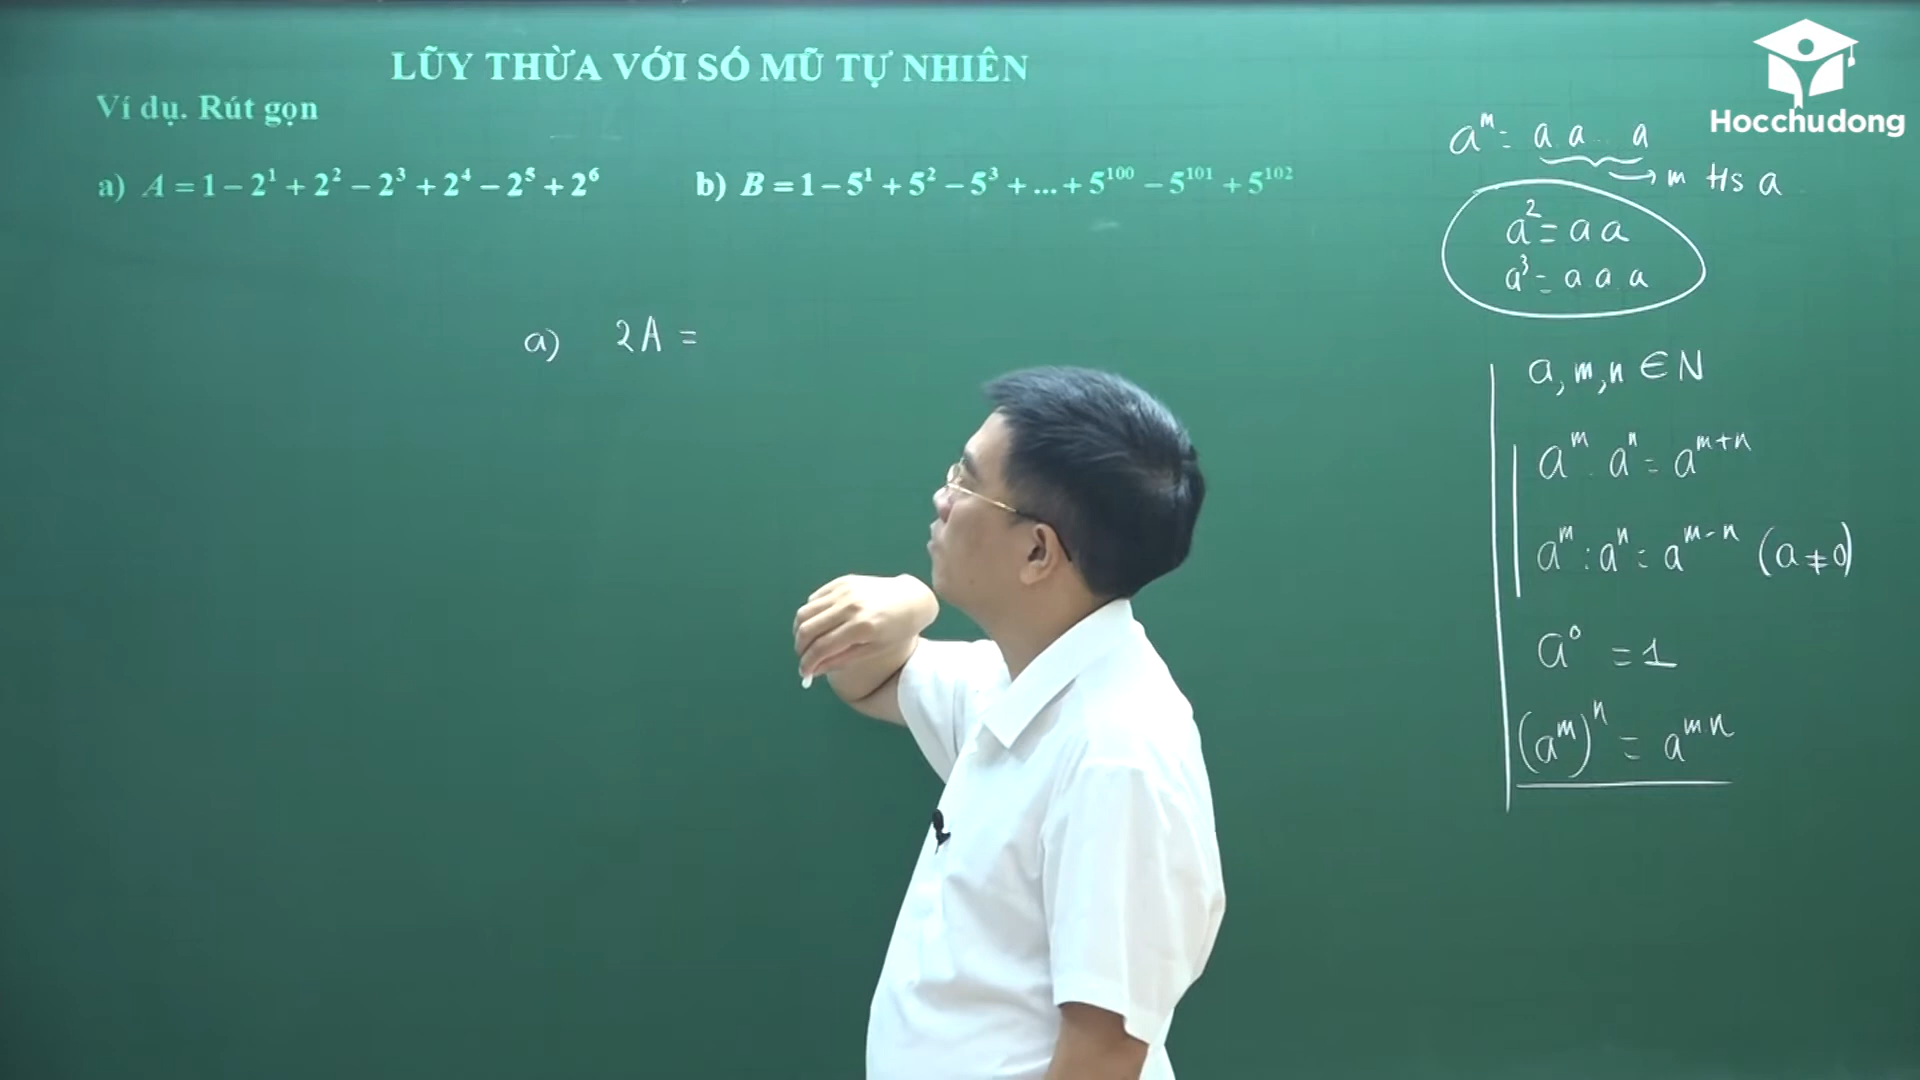 LŨY THỪA VỚI SỐ MŨ TỰ NHIÊN
Ví dụ. Rút gọn
a) A = 1 − 2¹ + 2² − 2³ + 2⁴ − 2⁵ + 2⁶
b) B = 1 − 5¹ + 5² − 5³ + ... + 5¹⁰⁰ − 5¹⁰¹ + 5¹⁰²
a) 2A =
Hocchudong
aᵐ = a.a...a
→ m Hs a
a² = a.a
a³ = a.a.a
a, m, n ∈ N
aᵐ . aⁿ = aᵐ⁺ⁿ
aᵐ : aⁿ = aᵐ⁻ⁿ (a ≠ 0)
a⁰ = 1
(aᵐ)ⁿ = aᵐ·ⁿ